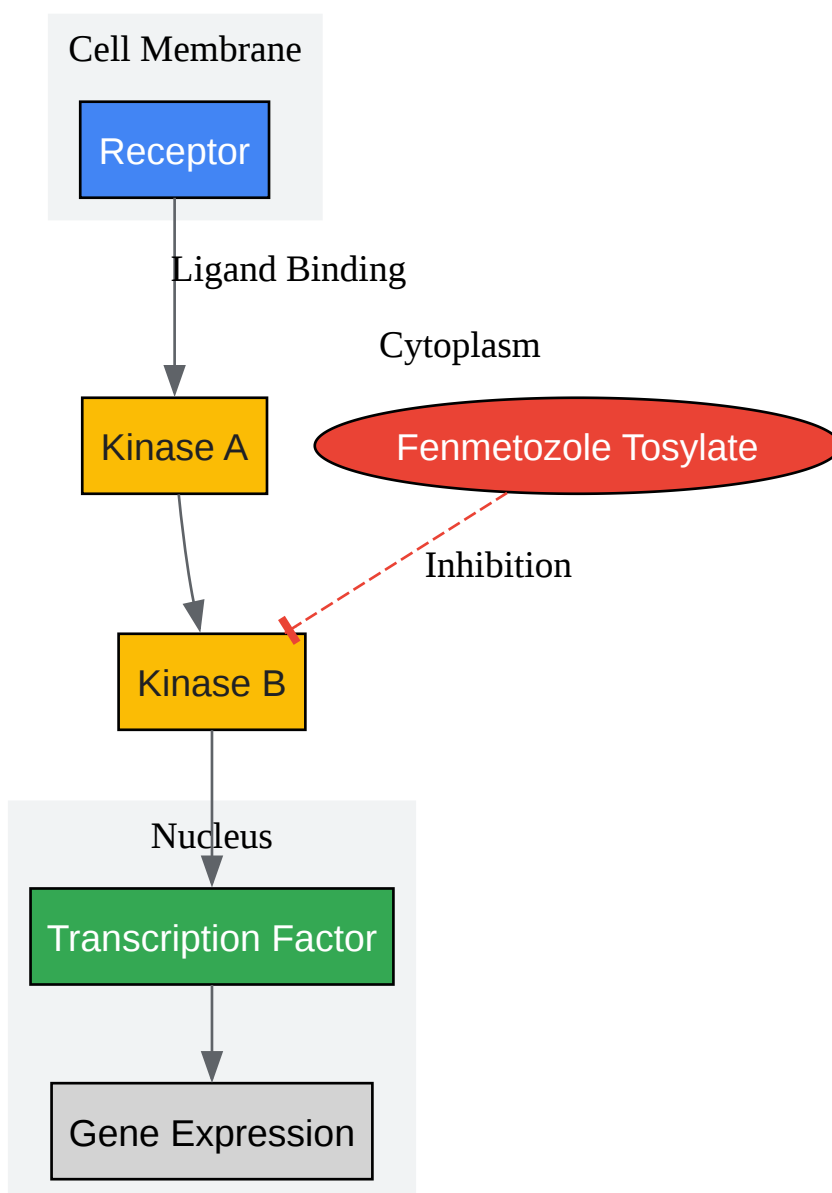 Cell Membrane
Receptor
Ligand Binding
Cytoplasm
Kinase A
Fenmetozole Tosylate
Inhibition
Kinase B
Nucleus
Transcription Factor
Gene Expression